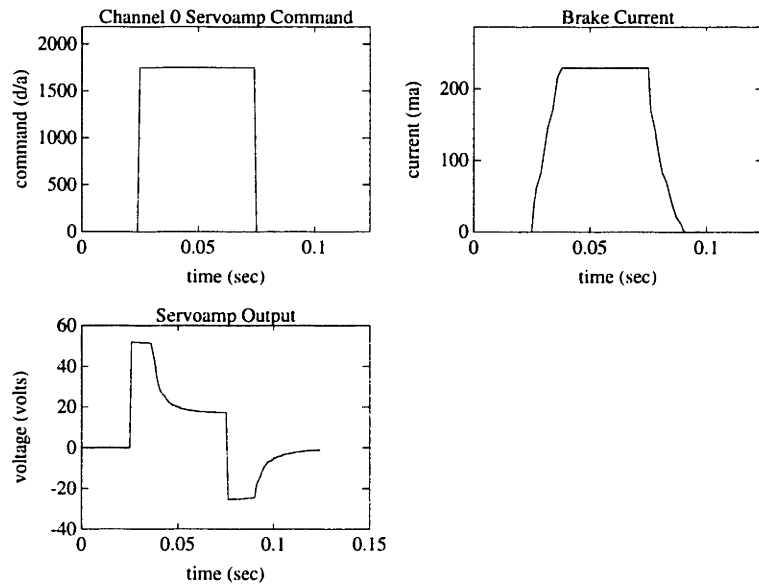 Channel 0 Servoamp Command
command (d/a)
2000
1500
1000
500
0
0
0.05
0.1
time (sec)
Brake Current
current (ma)
200
100
0
0
0.05
0.1
time (sec)
Servoamp Output
voltage (volts)
60
40
20
0
-20
-40
0
0.05
0.1
0.15
time (sec)